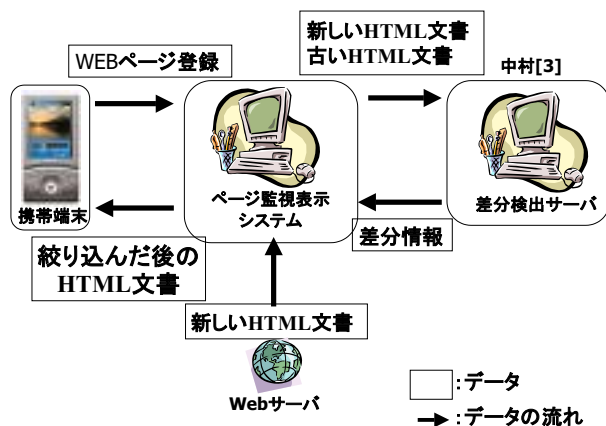 新しいHTML文書
古いHTML文書
WEBページ登録
中村[3]
携帯端末
ページ監視表示
システム
差分検出サーバ
差分情報
絞り込んだ後の
HTML文書
新しいHTML文書
Webサーバ
:データ
:データの流れ